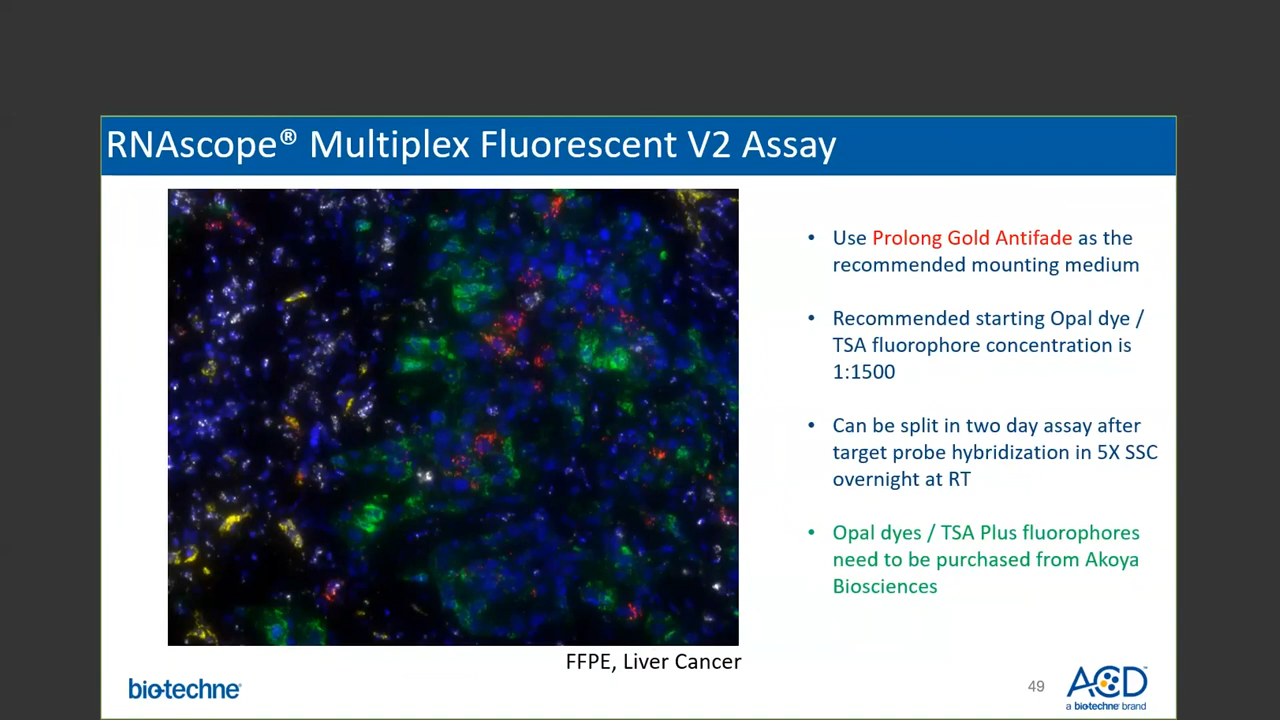 RNAscope® Multiplex Fluorescent V2 Assay
• Use Prolong Gold Antifade as the
recommended mounting medium
• Recommended starting Opal dye /
TSA fluorophore concentration is
1:1500
• Can be split in two day assay after
target probe hybridization in 5X SSC
overnight at RT
• Opal dyes / TSA Plus fluorophores
need to be purchased from Akoya
Biosciences
FFPE, Liver Cancer
bio-techne®
49
ACD™
a biotechne brand